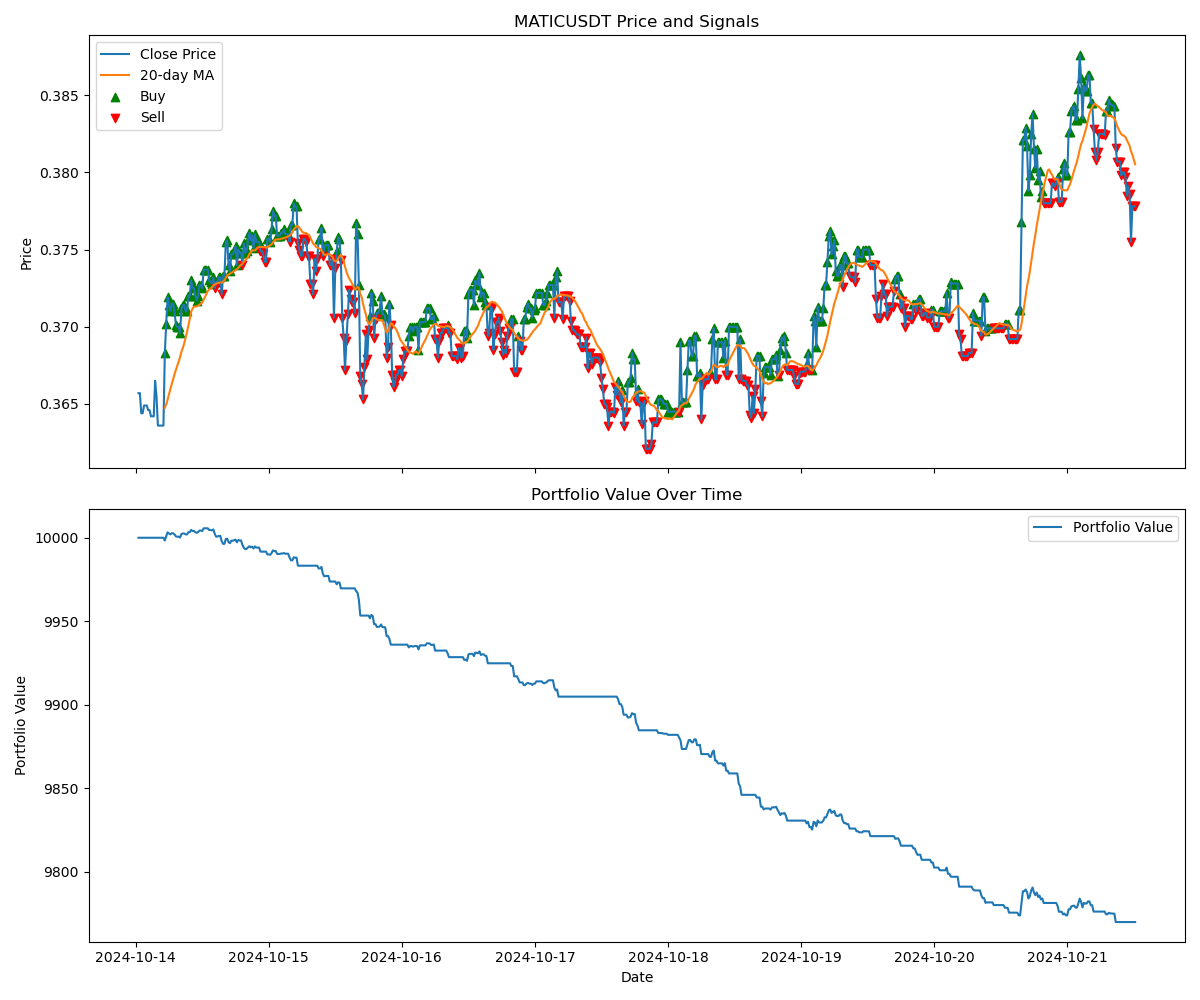 MATICUSDT Price and Signals
Close Price
20-day MA
Buy
Sell
Price
0.385
0.380
0.375
0.370
0.365
Portfolio Value Over Time
Portfolio Value
Portfolio Value
10000
9950
9900
9850
9800
2024-10-14 2024-10-15 2024-10-16 2024-10-17 2024-10-18 2024-10-19 2024-10-20 2024-10-21
Date